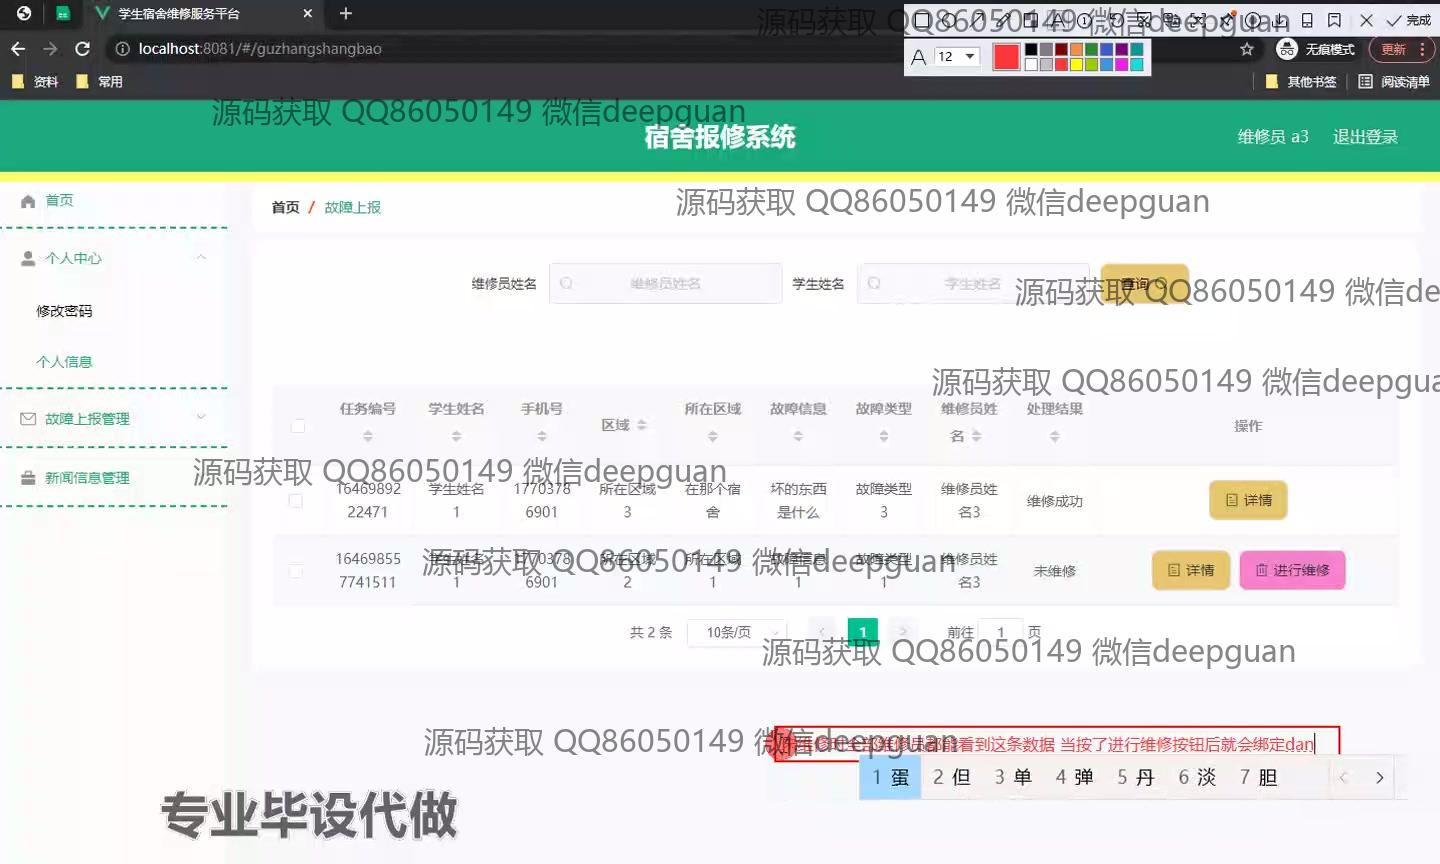 学生宿舍维修服务平台
源码获取 QQ86050149 微信deepguan
完成
localhost:8081/#/guzhangshangbao
A 12
无痕模式
更新
资料
常用
其他书签
阅读清单
源码获取 QQ86050149 微信deepguan
宿舍报修系统
维修员 a3
退出登录
首页
首页 / 故障上报
源码获取 QQ86050149 微信deepguan
个人中心
维修员姓名
维修员姓名
学生姓名
学生姓名
查询
源码获取 QQ86050149 微信de
修改密码
个人信息
源码获取 QQ86050149 微信deepgua
故障上报管理
任务编号 学生姓名 手机号 区域 所在区域 故障信息 故障类型 维修员姓名 处理结果 操作
新闻信息管理
源码获取 QQ86050149 微信deepguan
16469892 学生姓名 1770378 所在区域 在那个宿 坏的东西 故障类型 维修员姓 维修成功 详情
22471 1 6901 3 舍 是什么 3 名3
源码获取 QQ86050149 微信deepguan
16469855 学生姓名 1770378 所在区域 所在区域 故障信息 故障类型 维修员姓 未维修 详情 进行维修
7741511 1 6901 2 1 1 1 名3
共 2 条 10条/页 1 前往 1 页
源码获取 QQ86050149 微信deepguan
源码获取 QQ86050149 微信deepguan
维修时全部维修员都能看到这条数据 当按了进行维修按钮后就会绑定dan
1 蛋 2 但 3 单 4 弹 5 丹 6 淡 7 胆
专业毕设代做